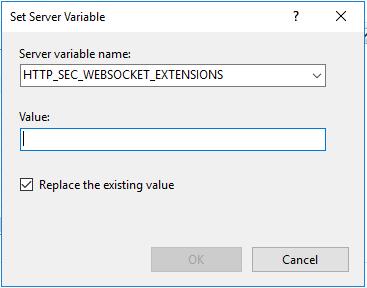 Set Server Variable
?
Server variable name:
HTTP_SEC_WEBSOCKET_EXTENSIONS
Value:
Replace the existing value
OK
Cancel